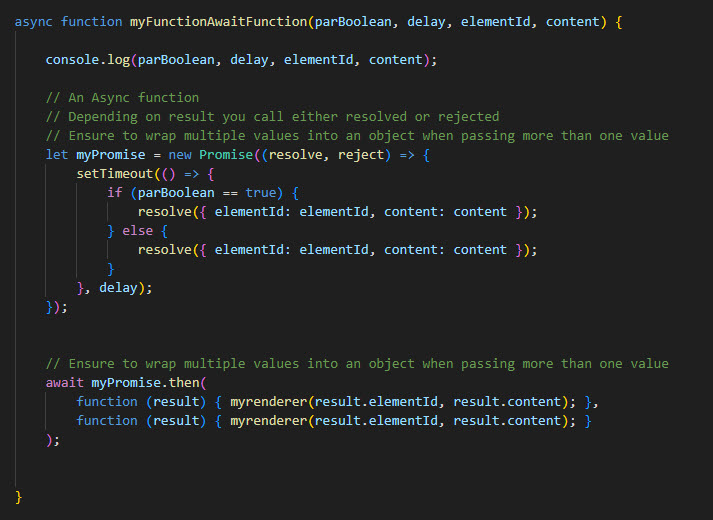 async function myFunctionAwaitFunction(parBoolean, delay, elementId, content) {
console.log(parBoolean, delay, elementId, content);
// An Async function
// Depending on result you call either resolved or rejected
// Ensure to wrap multiple values into an object when passing more than one value
let myPromise = new Promise((resolve, reject) => {
setTimeout(() => {
if (parBoolean == true) {
resolve({ elementId: elementId, content: content });
} else {
resolve({ elementId: elementId, content: content });
}
}, delay);
});
// Ensure to wrap multiple values into an object when passing more than one value
await myPromise.then(
function (result) { myrenderer(result.elementId, result.content); },
function (result) { myrenderer(result.elementId, result.content); }
);
}